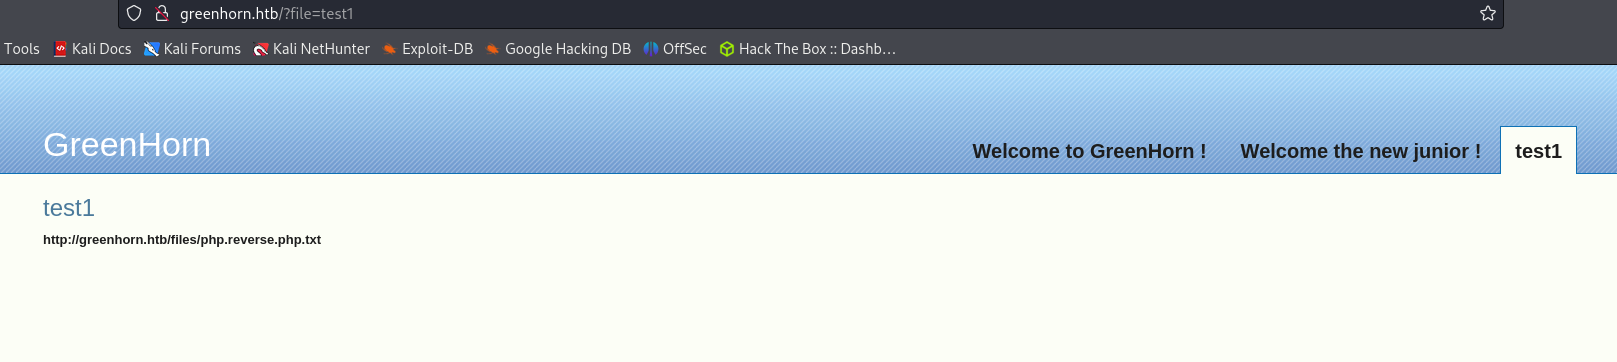 greenhorn.htb/?file=test1
Tools Kali Docs Kali Forums Kali NetHunter Exploit-DB Google Hacking DB OffSec Hack The Box :: Dashb…
GreenHorn Welcome to GreenHorn ! Welcome the new junior ! test1
test1
http://greenhorn.htb/files/php.reverse.php.txt